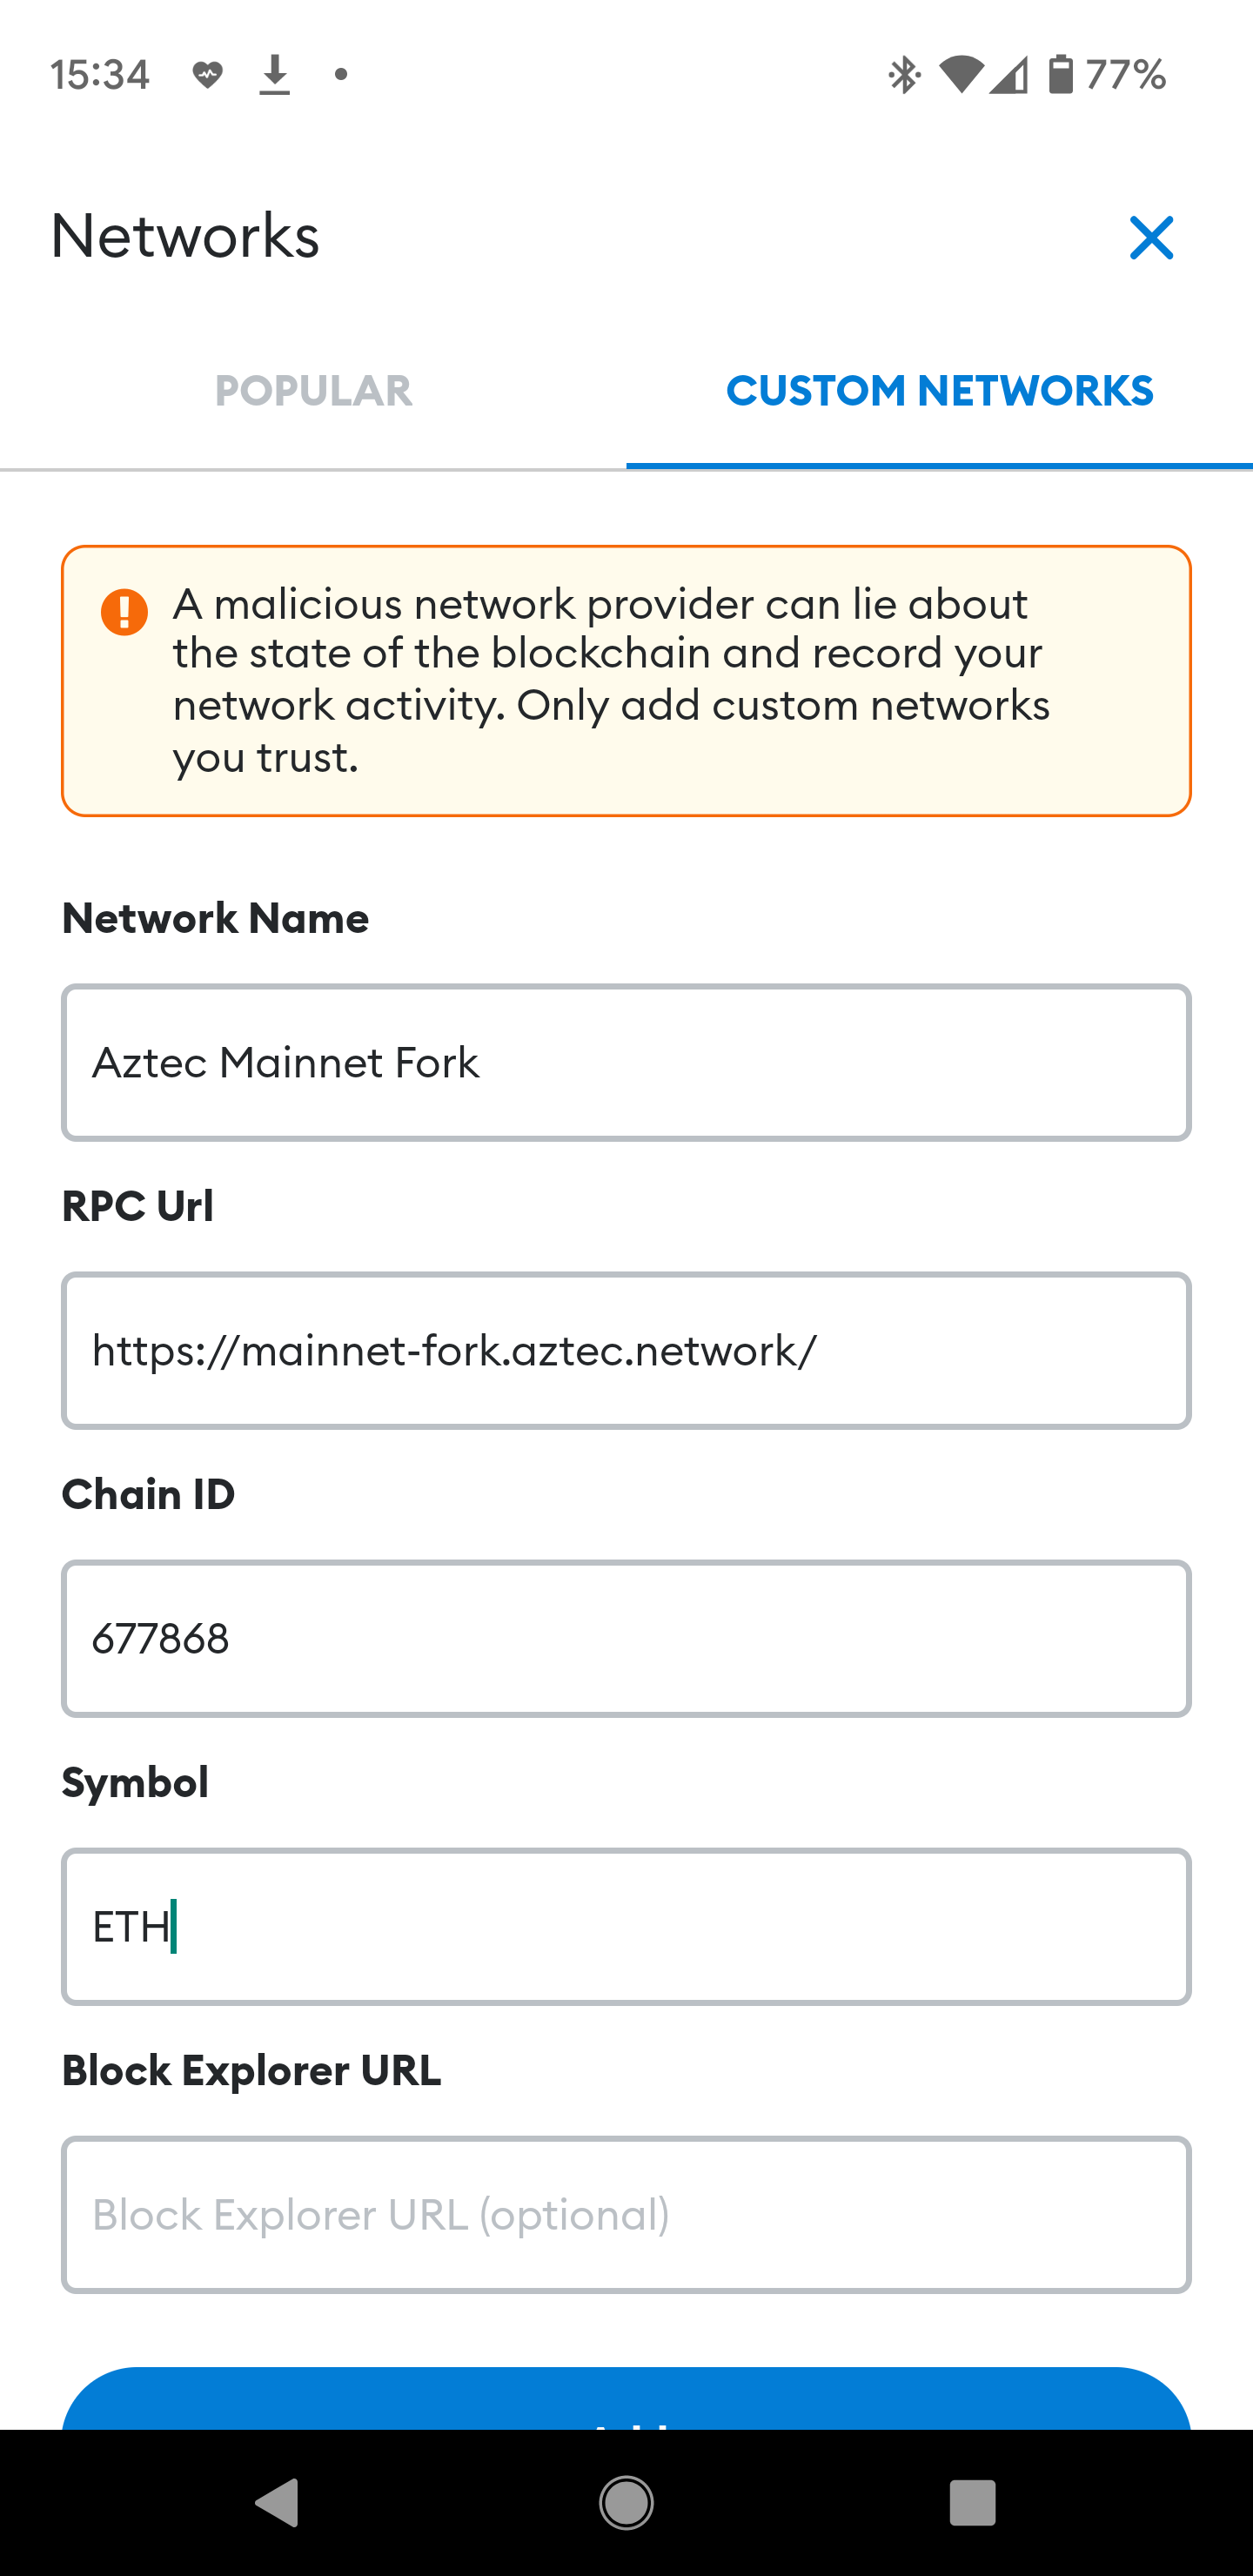 15:34
77%
Networks
POPULAR
CUSTOM NETWORKS
A malicious network provider can lie about
the state of the blockchain and record your
network activity. Only add custom networks
you trust.
Network Name
Aztec Mainnet Fork
RPC Url
https://mainnet-fork.aztec.network/
Chain ID
677868
Symbol
ETH
Block Explorer URL
Block Explorer URL (optional)